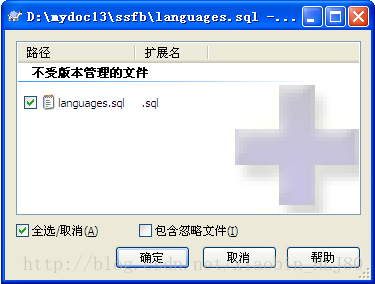 D:\mydoc13\ssfb\languages.sql -...
路径 扩展名
不受版本管理的文件
languages.sql .sql
全选/取消(A) 包含忽略文件(I)
确定 取消 帮助